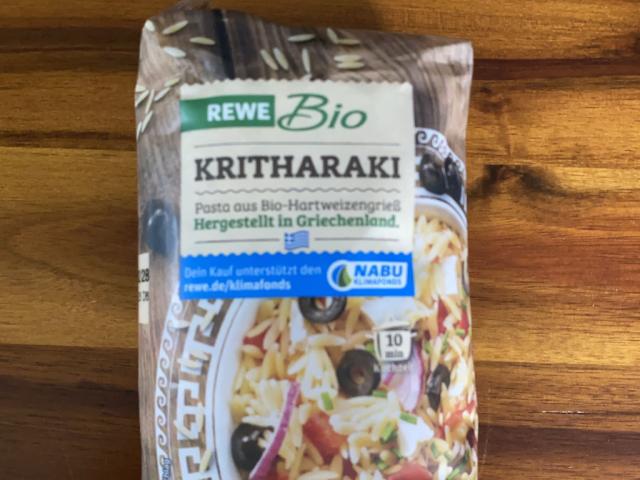 REWE Bio
KRITHARAKI
Pasta aus Bio-Hartweizengrieß
Hergestellt in Griechenland.
Dein Kauf unterstützt den
rewe.de/klimafonds
NABU
KLIMAFONDS
10
min
Kochzeit